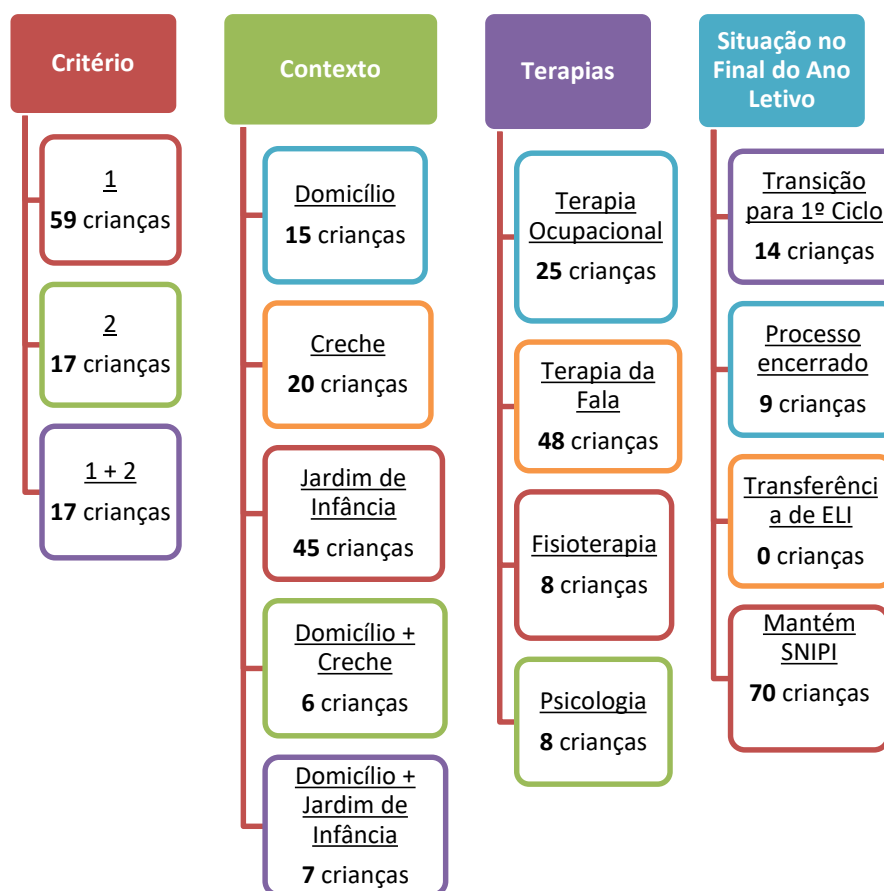 Critério
1
59 crianças
2
17 crianças
1 + 2
17 crianças
Contexto
Domicílio
15 crianças
Creche
20 crianças
Jardim de
Infância
45 crianças
Domicílio +
Creche
6 crianças
Domicílio +
Jardim de
Infância
7 crianças
Terapias
Terapia
Ocupacional
25 crianças
Terapia da
Fala
48 crianças
Fisioterapia
8 crianças
Psicologia
8 crianças
Situação no
Final do Ano
Letivo
Transição
para 1º Ciclo
14 crianças
Processo
encerrado
9 crianças
Transferênci
a de ELI
0 crianças
Mantém
SNIPI
70 crianças